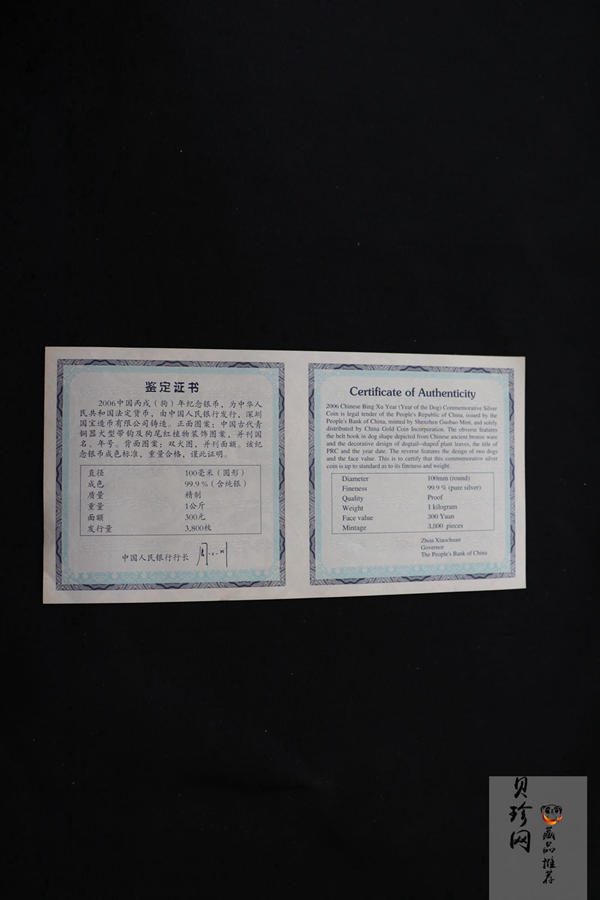 鉴定证书
2006中国丙戌(狗)年纪念银币,为中华人
民共和国法定货币,由中国人民银行发行,深圳
国宝造币有限公司铸造。正面图案:中国古代青
铜器犬型带钩及狗尾红植物装饰图案,并刊国
名、年号。背面图案:双犬图,并刊面额。该纪
念银币成色标准,重量合格,谨此证明。
直径 100毫米(圆形)
成色 99.9%(含纯银)
质量 精制
重量 1公斤
面额 300元
发行量 3,800枚
中国人民银行行长
Certificate of Authenticity
2006 Chinese Bing Xu Year (Year of the Dog) Commemorative Silver
Coin is legal tender of the People's Republic of China, issued by the
People's Bank of China, minted by Shenzhen Guobao Mint, and solely
distributed by China Gold Coin Incorporation. The obverse features
the belt hook in dog shape depicted from Chinese ancient bronze ware
and the decorative design of dogtail-shaped plant leaves, the title of
PRC and the year date. The reverse features the design of two dogs
and the face value. This is to certify that this commemorative silver
coin is up to standard as to its fineness and weight.
Diameter 100mm (round)
Fineness 99.9 % (pure silver)
Quality Proof
Weight 1 kilogram
Face value 300 Yuan
Mintage 3,800 pieces
Zhou Xiaochuan
Governor
The People's Bank of China
贝珍网
藏品推荐